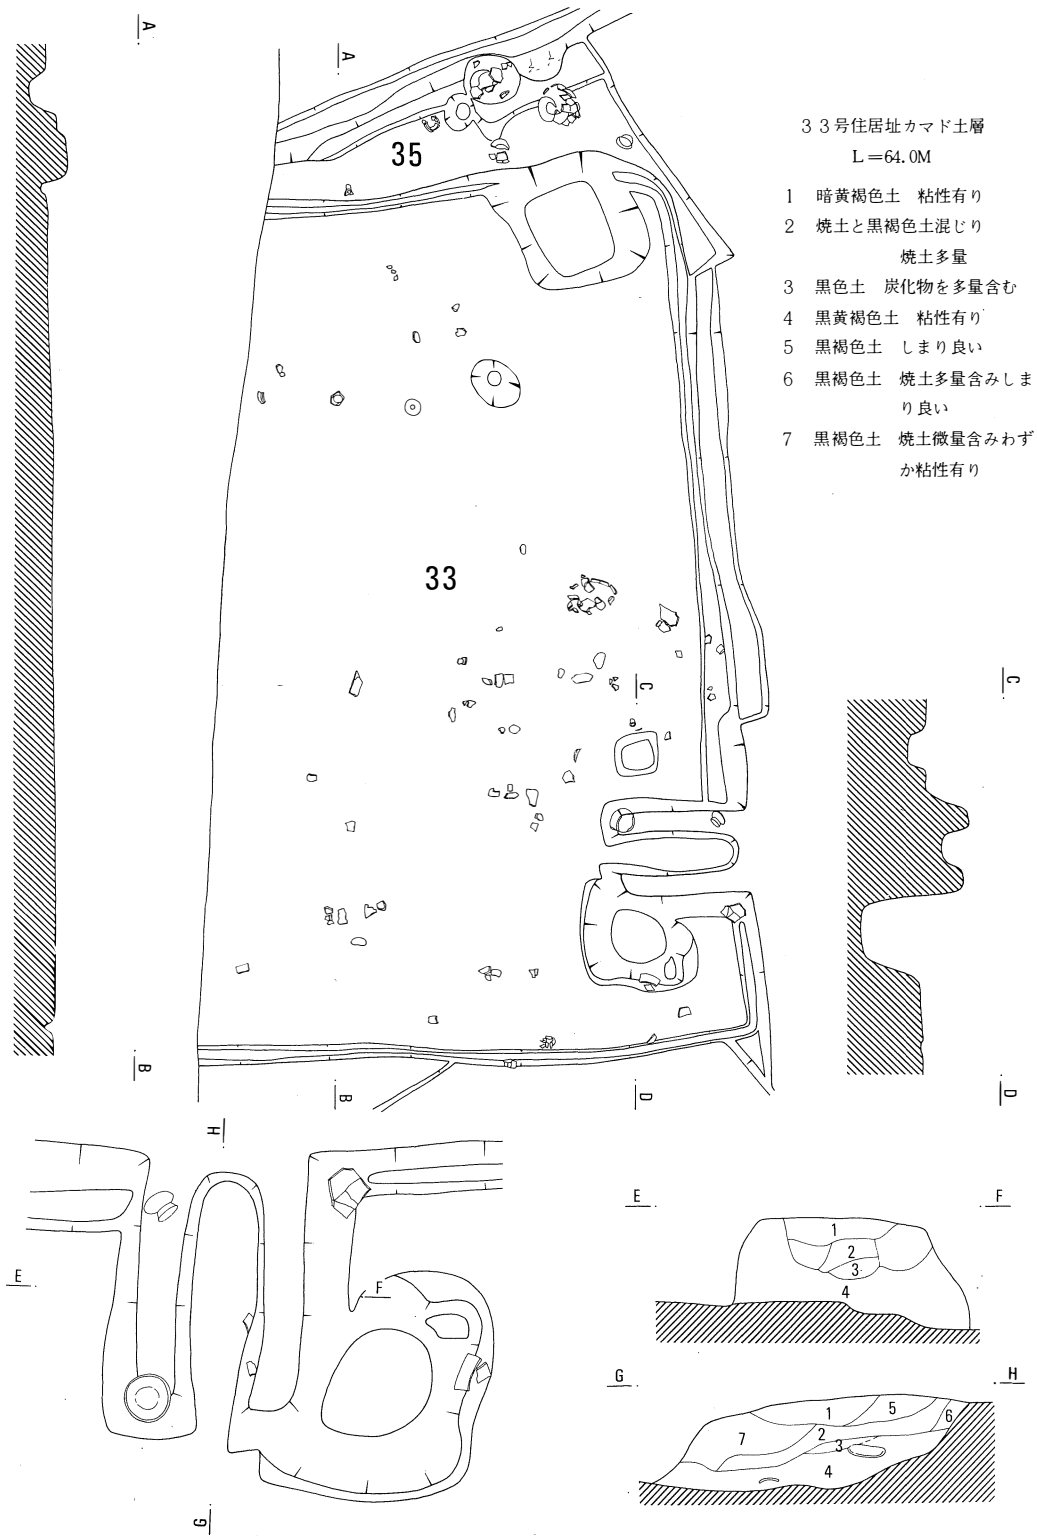 A
A
35
33号住居址カマド土層
L=64.0M
1 暗黄褐色土 粘性有り
2 焼土と黒褐色土混じり
焼土多量
3 黒色土 炭化物を多量含む
4 黒黄褐色土 粘性有り
5 黒褐色土 しまり良い
6 黒褐色土 焼土多量含みしま
り良い
7 黒褐色土 焼土微量含みわず
か粘性有り
33
C
C
B
B
D
D
H
E
F
G
E
F
1
2
3
4
G
H
1
5
6
7
2
3
4